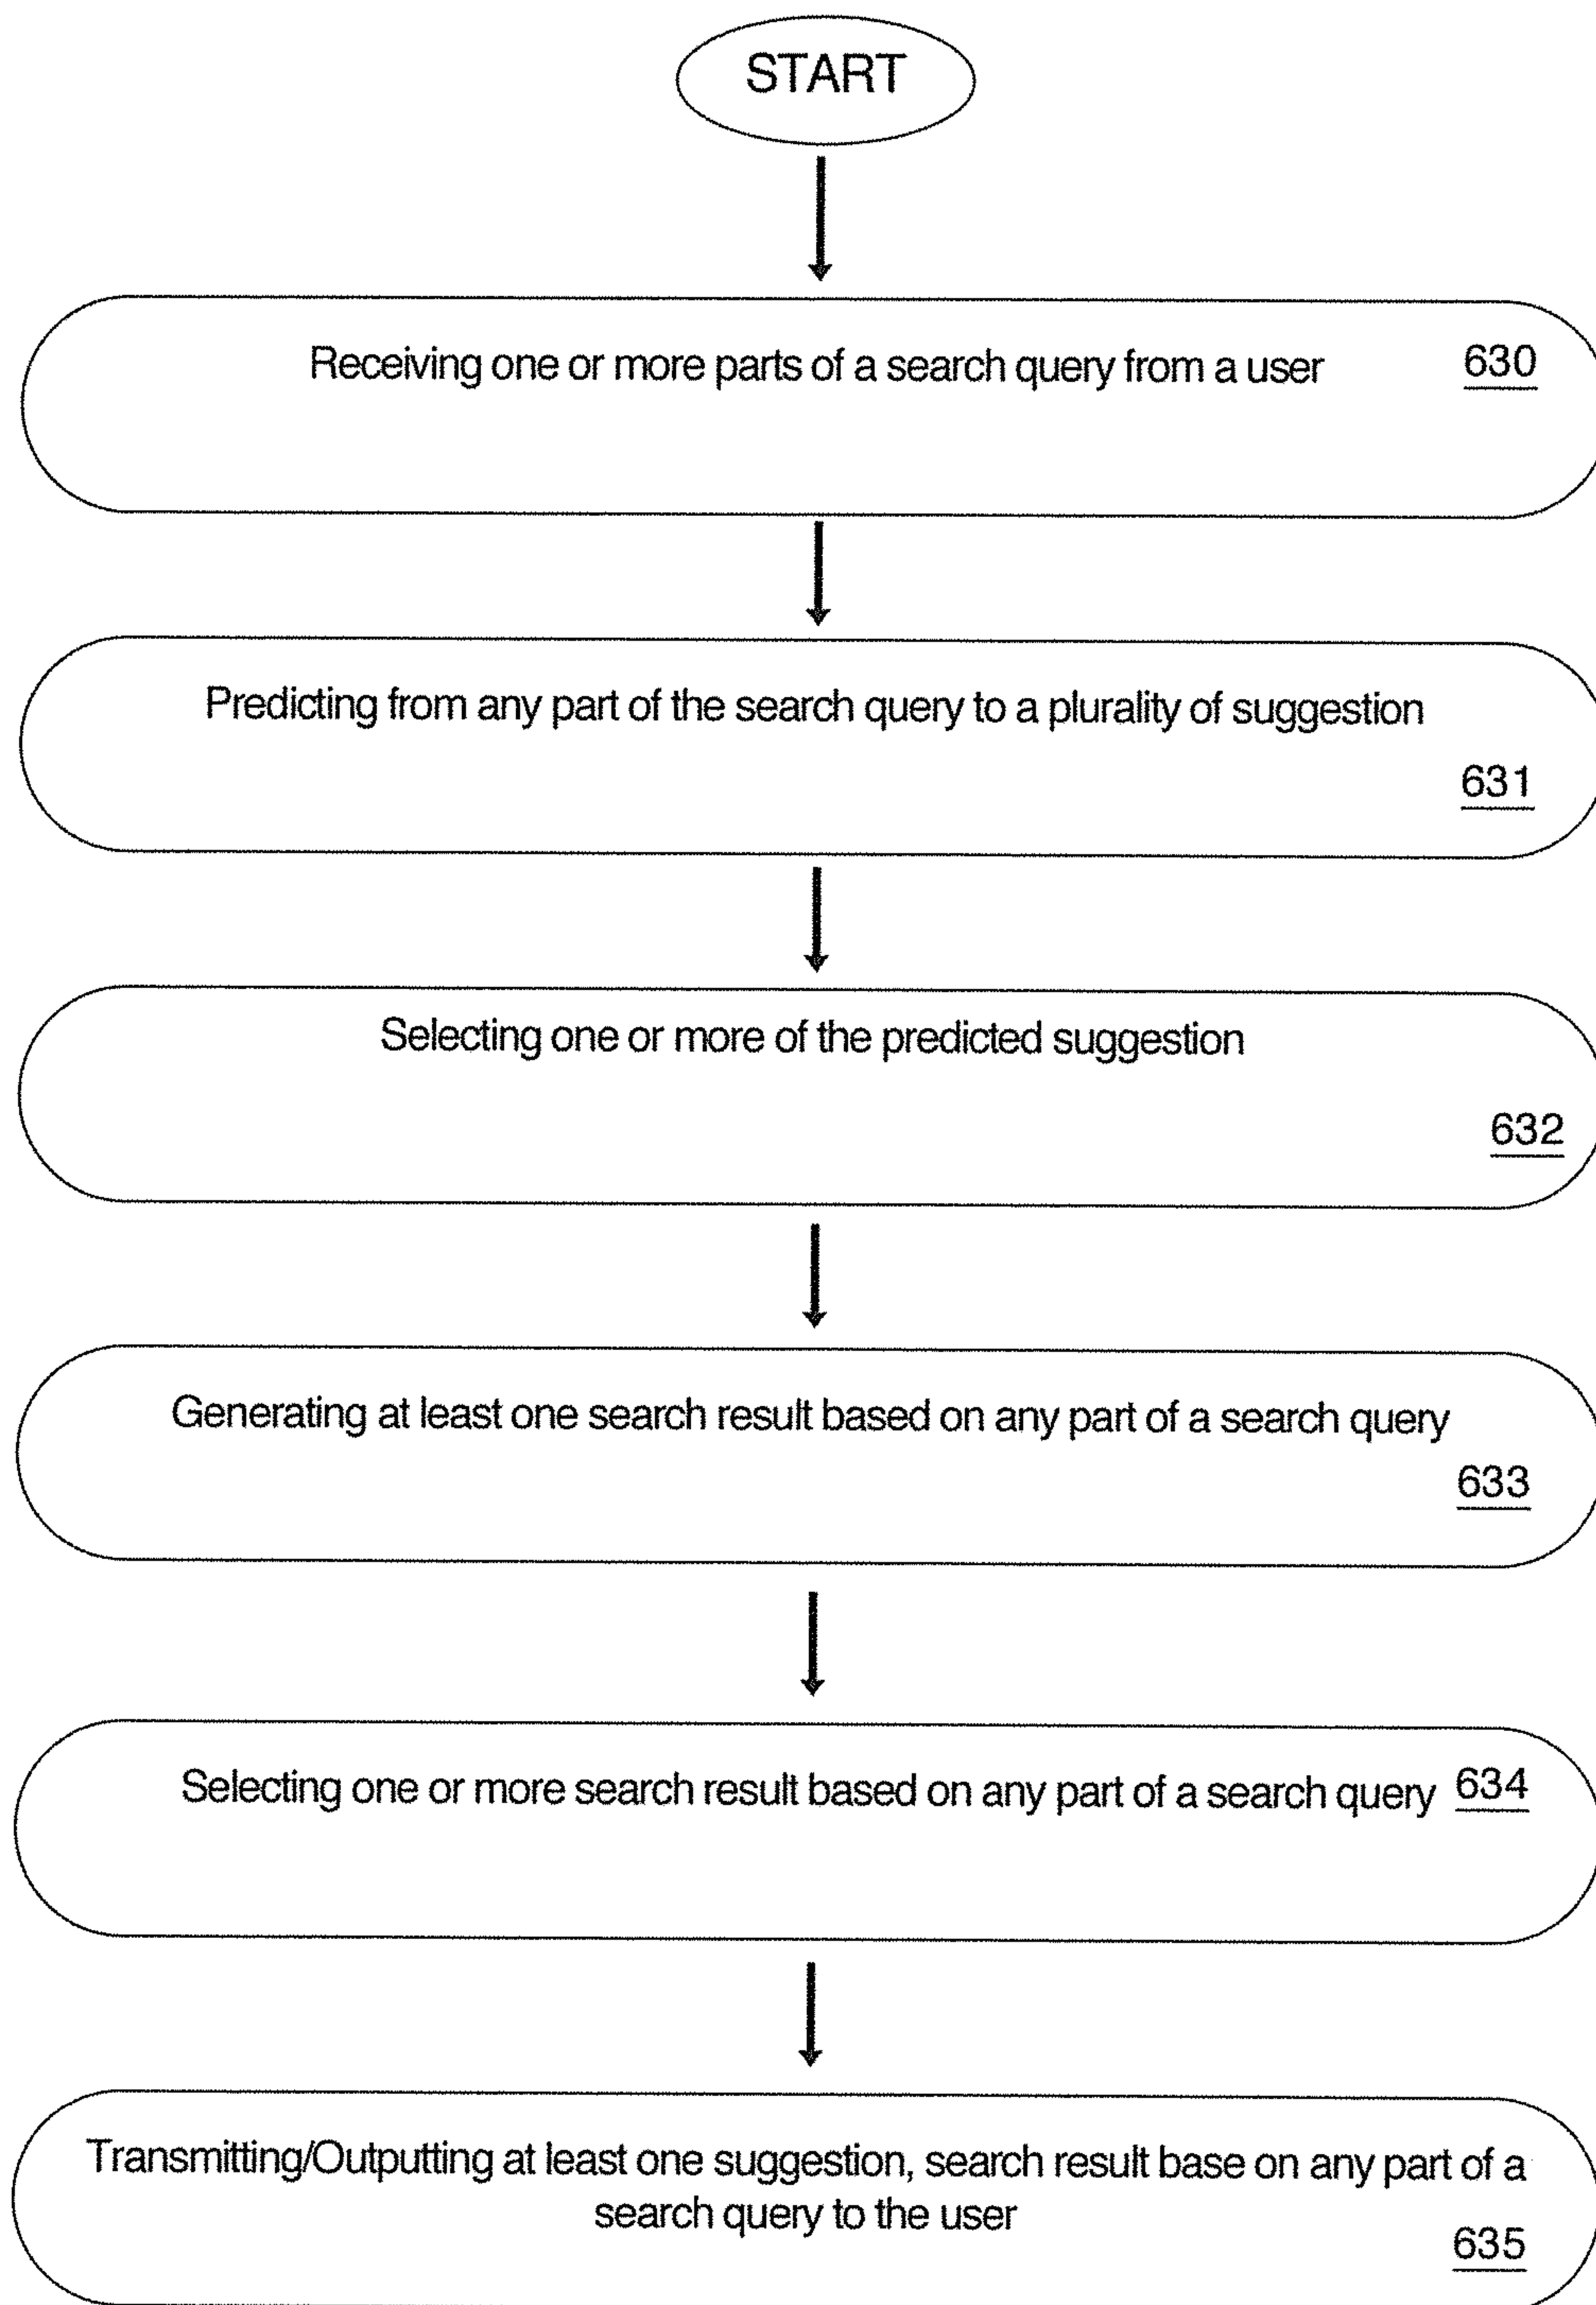 START
Receiving one or more parts of a search query from a user 630
Predicting from any part of the search query to a plurality of suggestion
631
Selecting one or more of the predicted suggestion
632
Generating at least one search result based on any part of a search query
633
Selecting one or more search result based on any part of a search query 634
Transmitting/Outputting at least one suggestion, search result base on any part of a
search query to the user
635